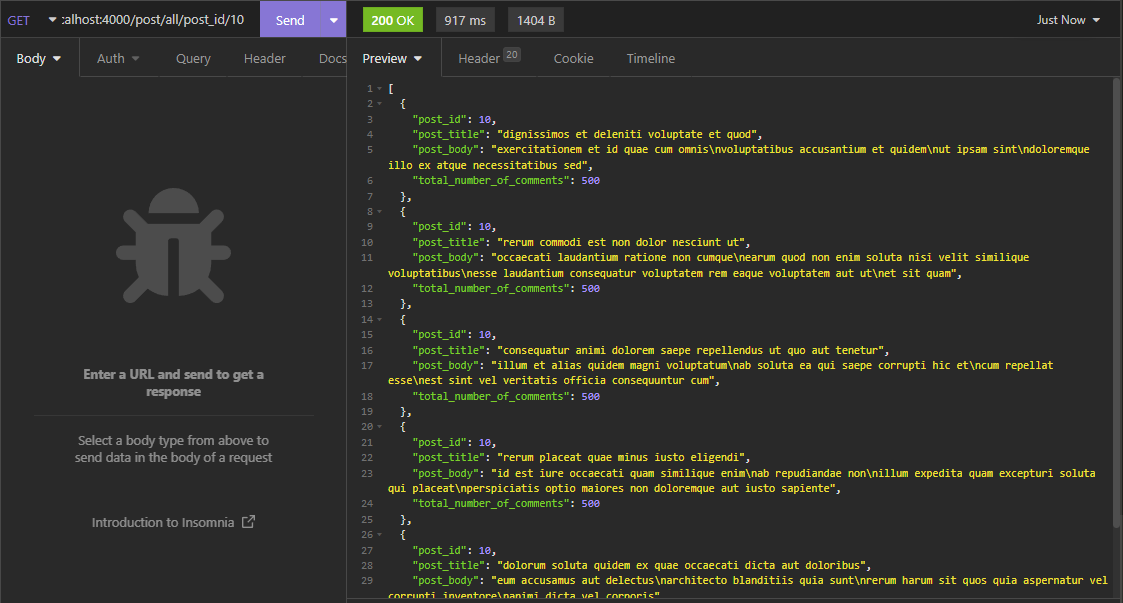 GET :alhost:4000/post/all/post_id/10 Send 200 OK 917 ms 1404 B Just Now
Body Auth Query Header Docs Preview Header 20 Cookie Timeline
Enter a URL and send to get a
response
Select a body type from above to
send data in the body of a request
Introduction to Insomnia
1 [
2 {
3 "post_id": 10,
4 "post_title": "dignissimos et deleniti voluptate et quod",
5 "post_body": "exercitationem et id quae cum omnis\nvoluptatibus accusantium et quidem\nut ipsam sint\ndoloremque
illo ex atque necessitatibus sed",
6 "total_number_of_comments": 500
7 },
8 {
9 "post_id": 10,
10 "post_title": "rerum commodi est non dolor nesciunt ut",
11 "post_body": "occaecati laudantium ratione non cumque\nearum quod non enim soluta nisi velit similique
voluptatibus\nesse laudantium consequatur voluptatem rem eaque voluptatem aut ut\net sit quam",
12 "total_number_of_comments": 500
13 },
14 {
15 "post_id": 10,
16 "post_title": "consequatur animi dolorem saepe repellendus ut quo aut tenetur",
17 "post_body": "illum et alias quidem magni voluptatum\nab soluta ea qui saepe corrupti hic et\ncum repellat
esse\nest sint vel veritatis officia consequuntur cum",
18 "total_number_of_comments": 500
19 },
20 {
21 "post_id": 10,
22 "post_title": "rerum placeat quae minus iusto eligendi",
23 "post_body": "id est iure occaecati quam similique enim\nab repudiandae non\nillum expedita quam excepturi soluta
qui placeat\nperspiciatis optio maiores non doloremque aut iusto sapiente",
24 "total_number_of_comments": 500
25 },
26 {
27 "post_id": 10,
28 "post_title": "dolorum soluta quidem ex quae occaecati dicta aut doloribus",
29 "post_body": "eum accusamus aut delectus\narchitecto blanditiis quia sunt\nrerum harum sit quos quia aspernatur vel
corrupti inventore\nanimi dicta vel corporis"